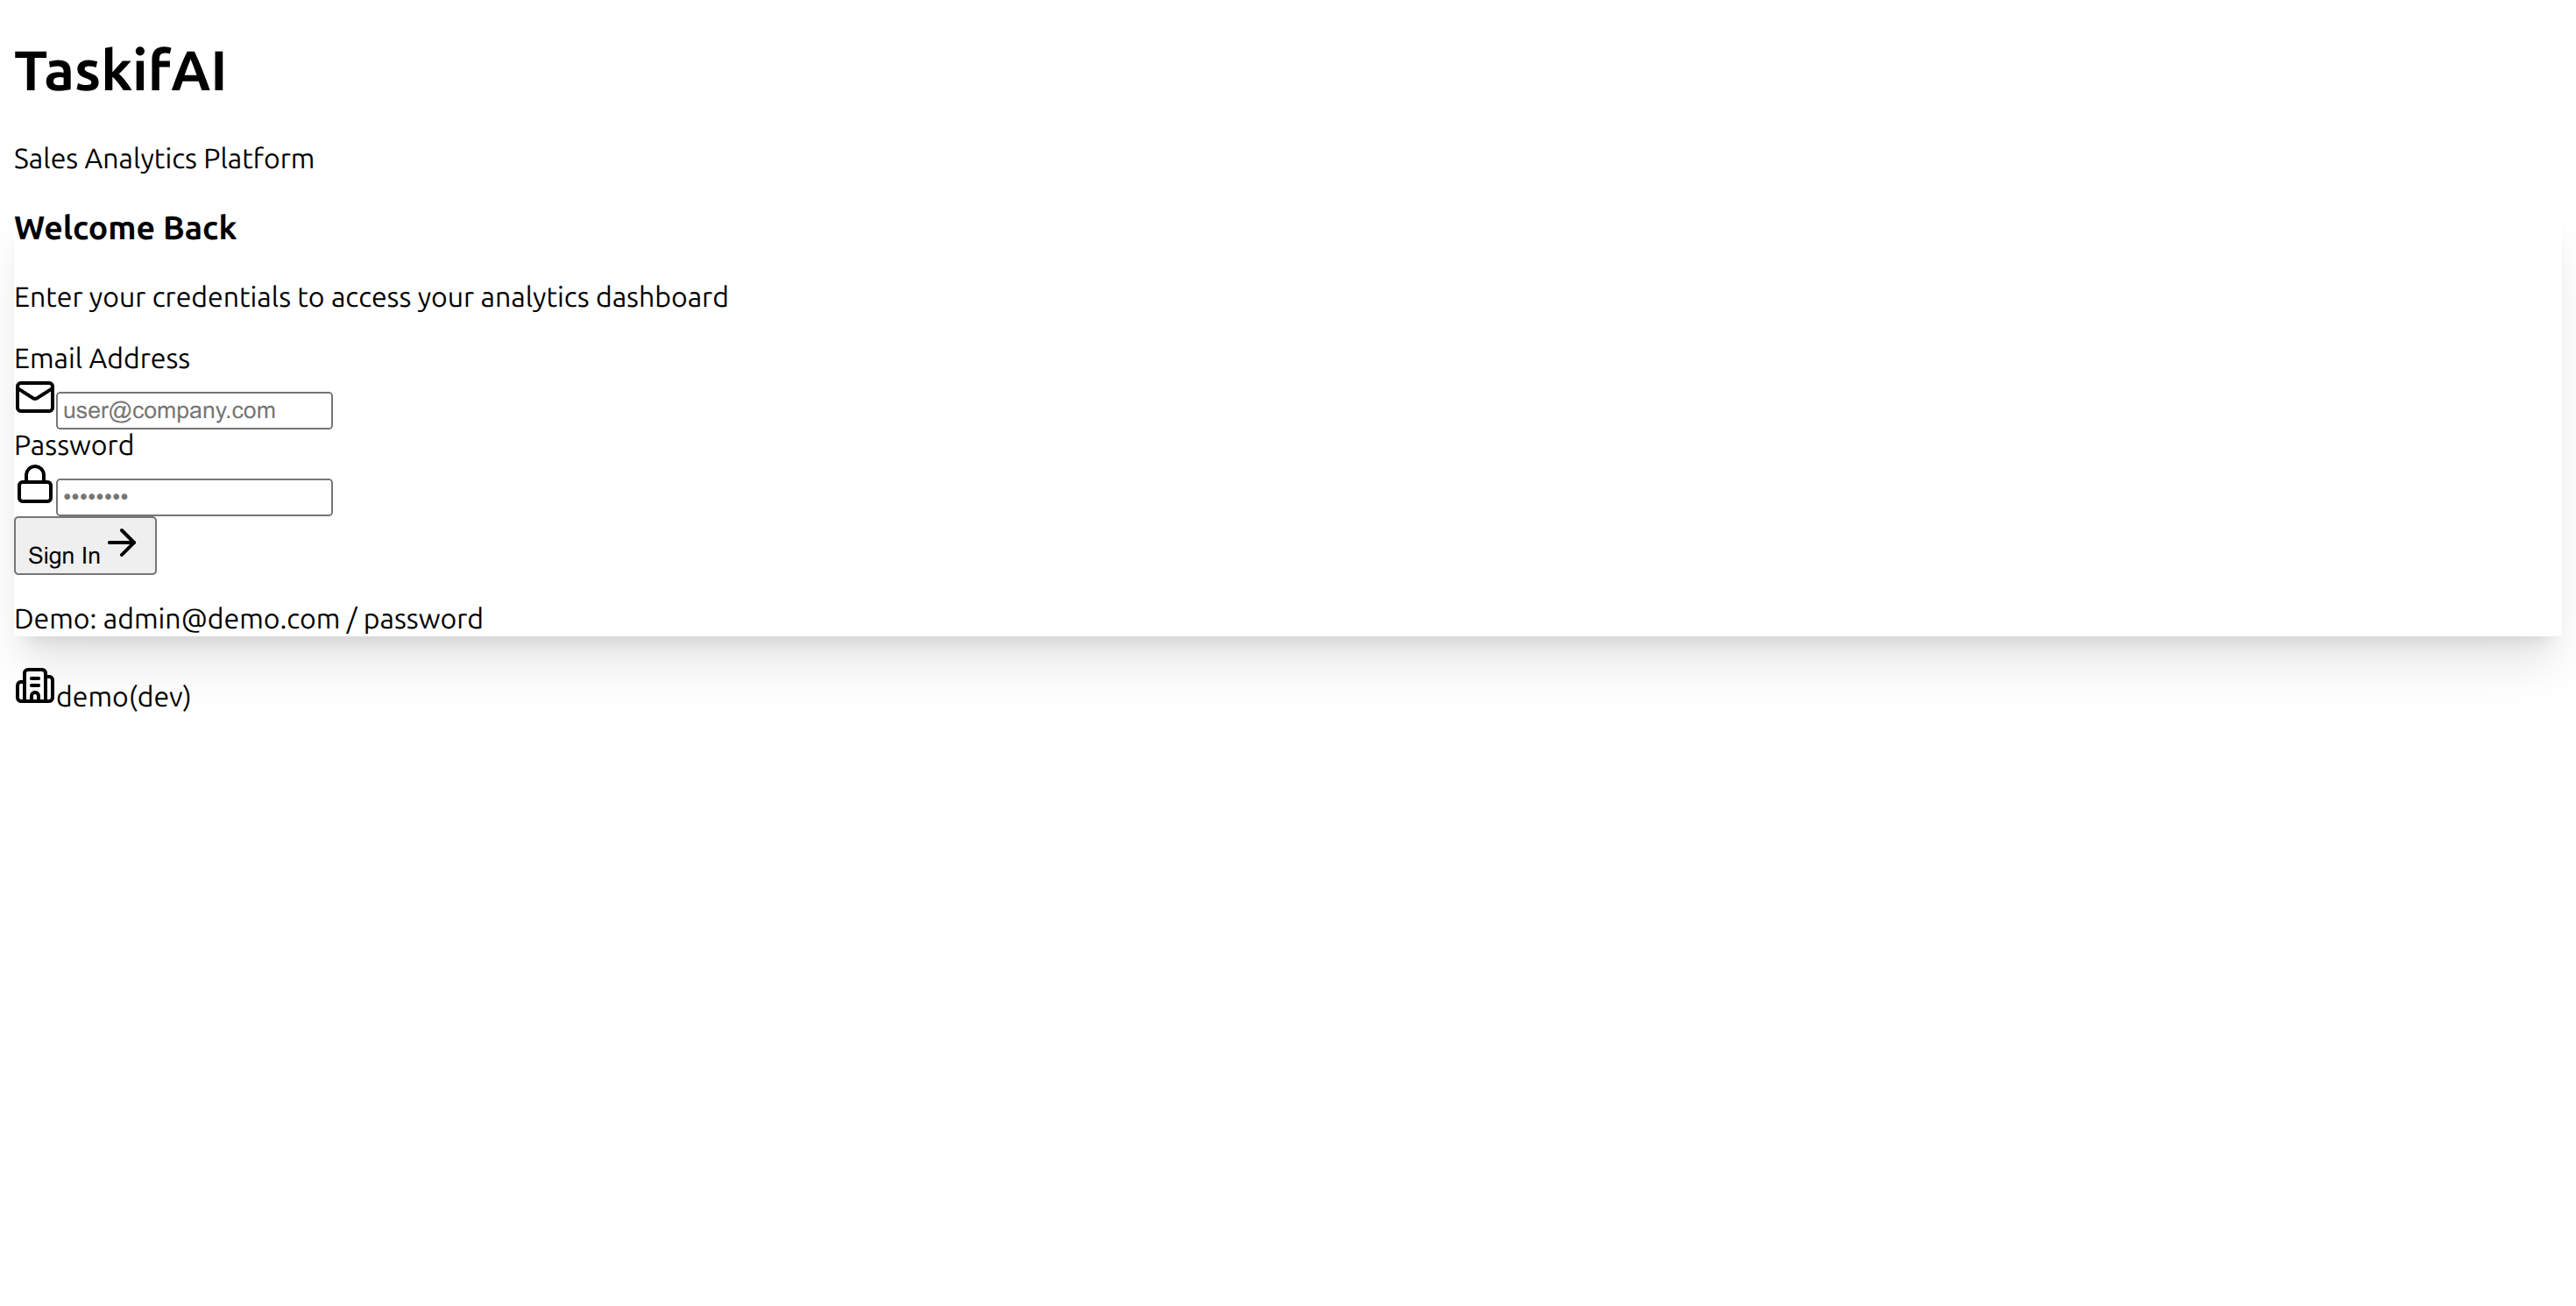 TaskifAI
Sales Analytics Platform
Welcome Back
Enter your credentials to access your analytics dashboard
Email Address
user@company.com
Password
••••••••
Sign In
Demo: admin@demo.com / password
demo(dev)